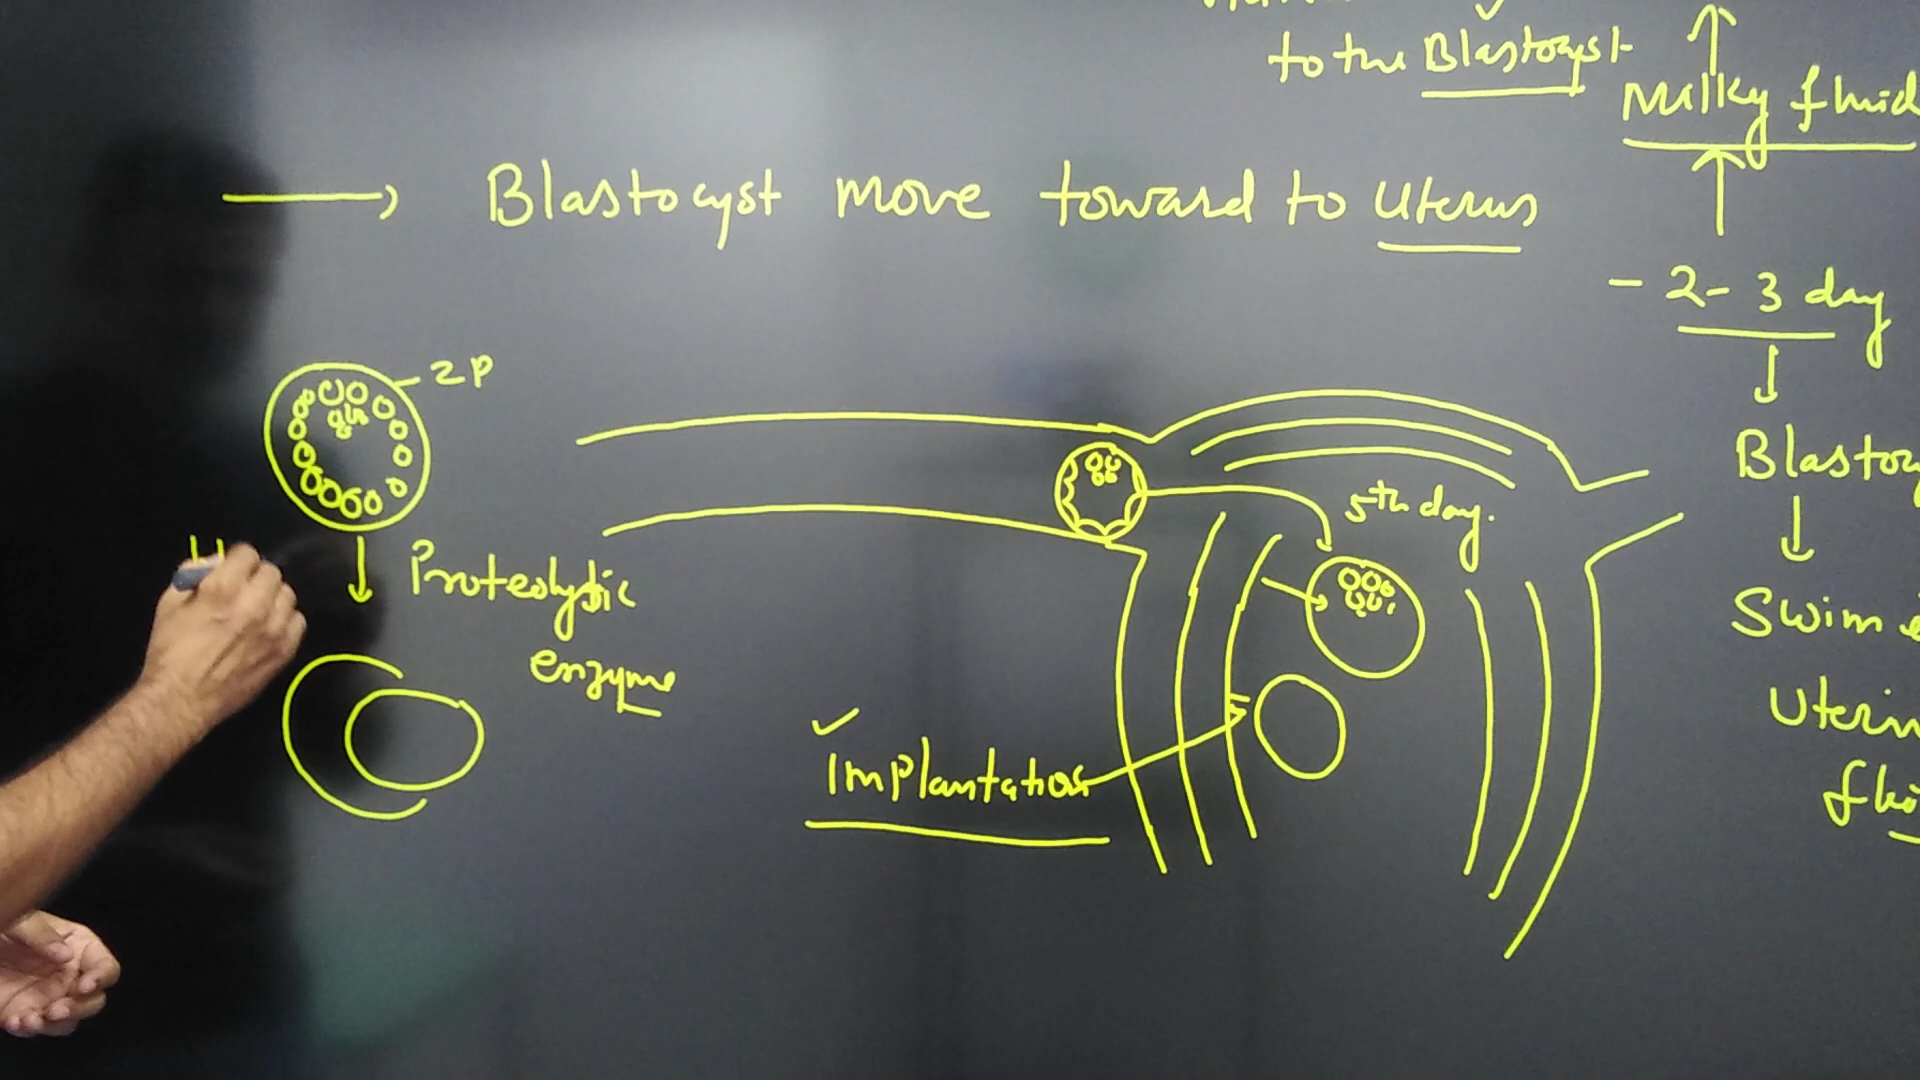 to the Blastocyst
Milky fluid
Blastocyst move toward to Uterus
- 2-3 day
ZP
Blastocy
5th day.
Proteolytic
enzyme
Swim
Uterin
Implantation